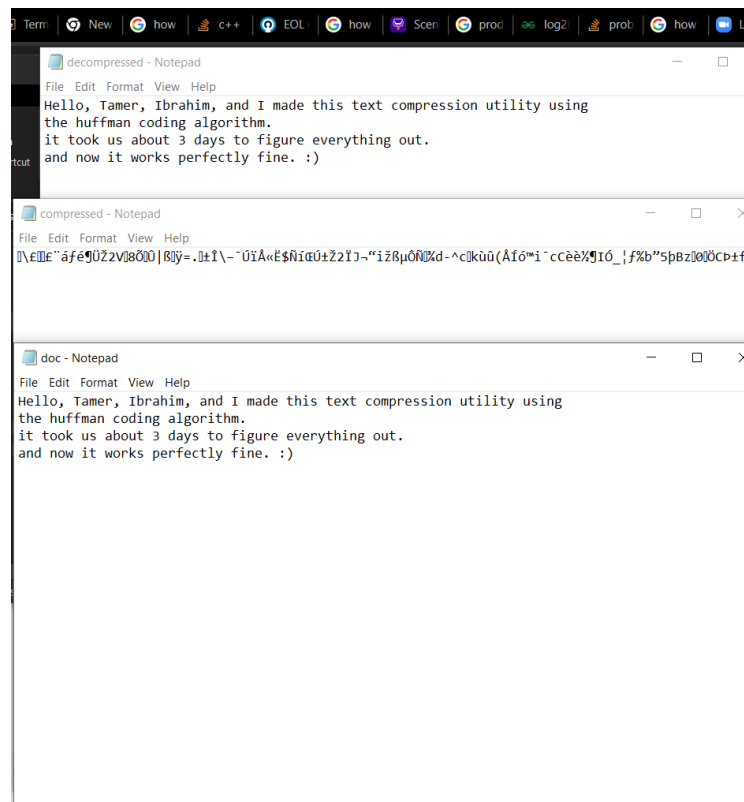 Term New how c++ EOL how Scen prod log2 prob how L
decompressed - Notepad
File Edit Format View Help
Hello, Tamer, Ibrahim, and I made this text compression utility using
the huffman coding algorithm.
it took us about 3 days to figure everything out.
and now it works perfectly fine. :)
rtcut
compressed - Notepad
File Edit Format View Help
doc - Notepad
File Edit Format View Help
Hello, Tamer, Ibrahim, and I made this text compression utility using
the huffman coding algorithm.
it took us about 3 days to figure everything out.
and now it works perfectly fine. :)